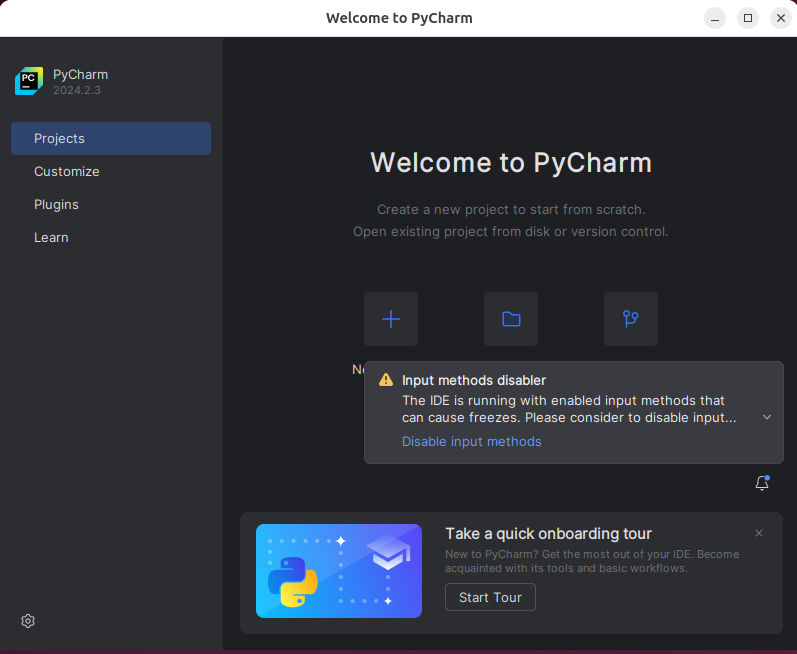 Welcome to PyCharm
PC
PyCharm
2024.2.3
Projects
Customize
Plugins
Learn
Welcome to PyCharm
Create a new project to start from scratch.
Open existing project from disk or version control.
Input methods disabler
The IDE is running with enabled input methods that
can cause freezes. Please consider to disable input...
Disable input methods
Take a quick onboarding tour
New to PyCharm? Get the most out of your IDE. Become
acquainted with its tools and basic workflows.
Start Tour